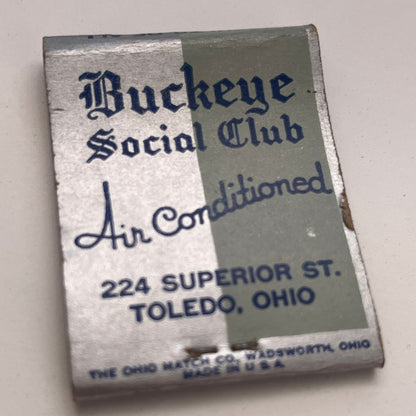 Buckeye
Social Club
Air Conditioned
224 SUPERIOR ST.
TOLEDO, OHIO
THE OHIO MATCH CO. WADSWORTH, OHIO
MADE IN U.S.A.